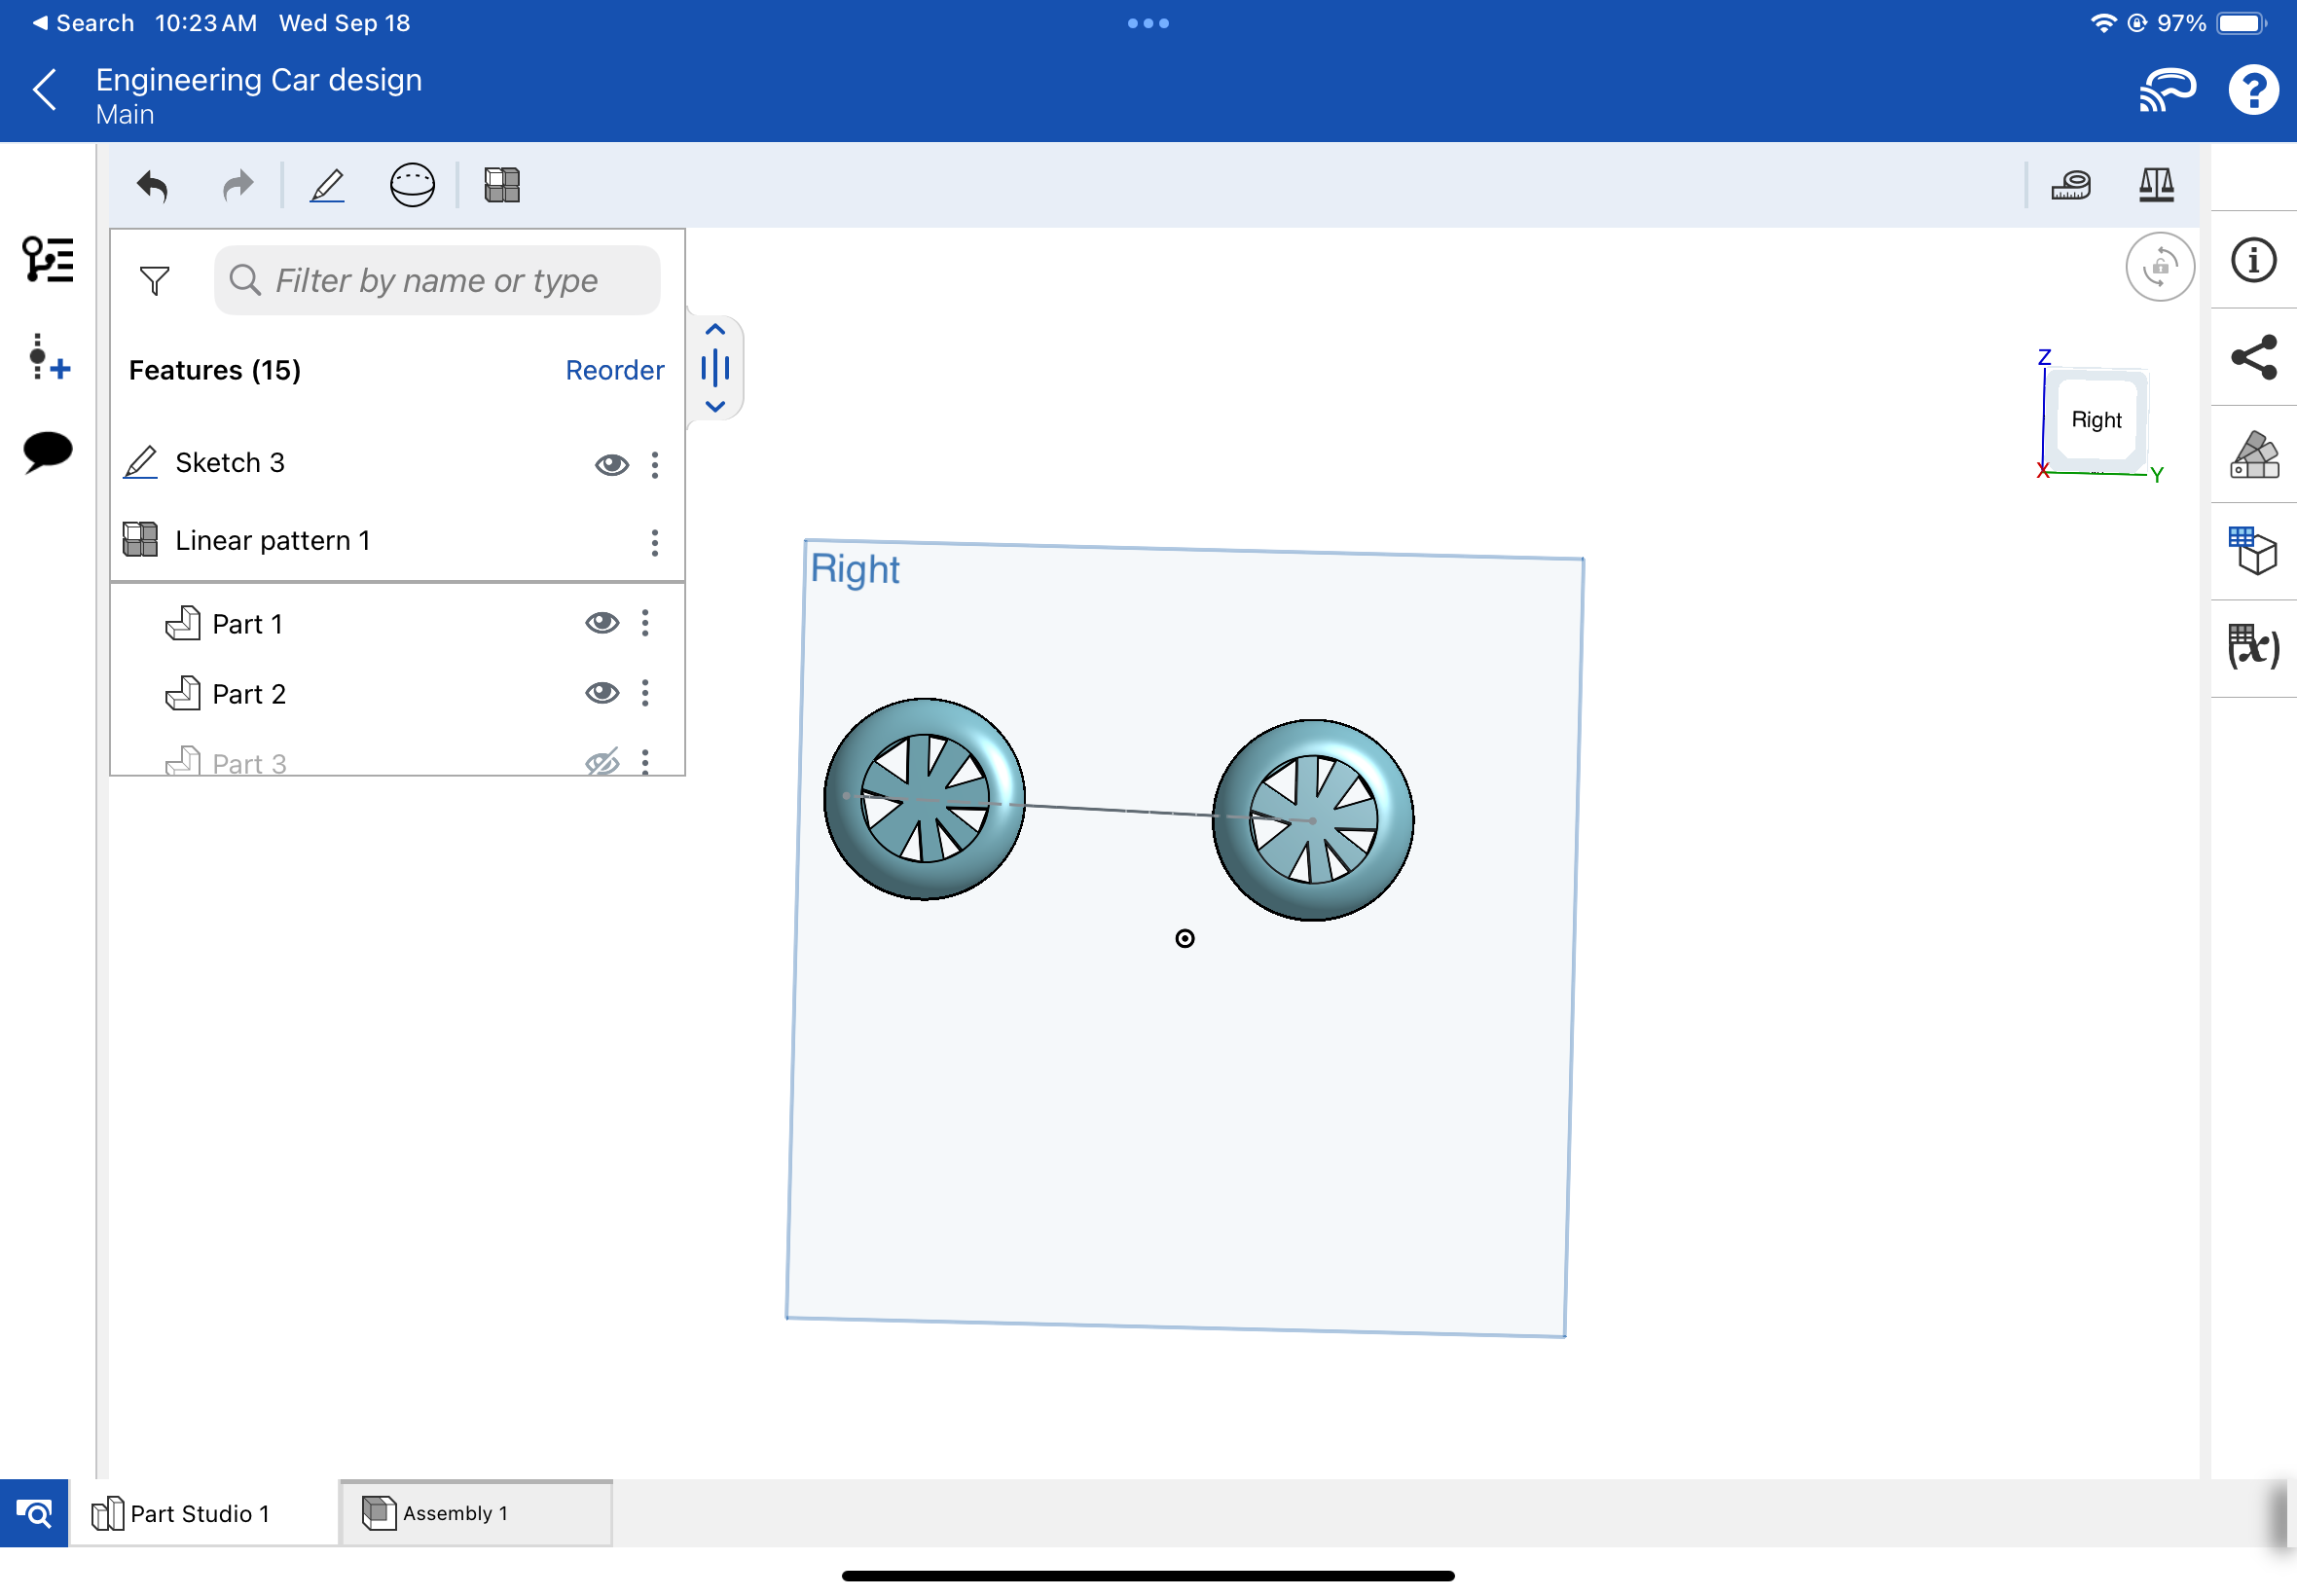 Search 10:23 AM Wed Sep 18
97%
Engineering Car design
Main
Filter by name or type
Features (15) Reorder
Sketch 3
Linear pattern 1
Part 1
Part 2
Part 3
Right
Z
Right
X Y
i
(x)
Part Studio 1
Assembly 1